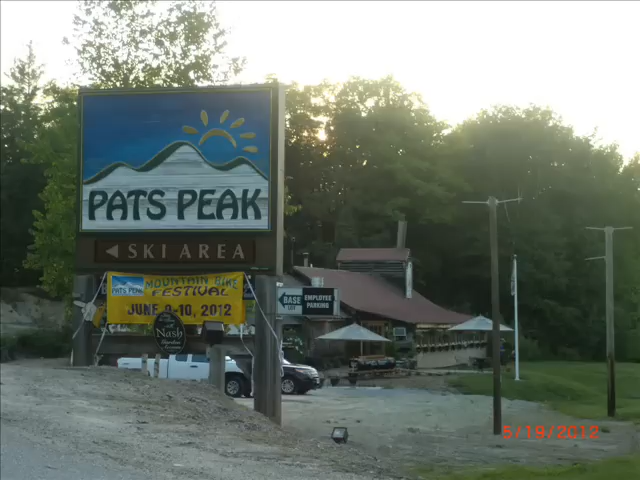 PATS PEAK
SKI AREA
PATS PEAK
MOUNTAIN BIKE
FESTIVAL
JUNE 9-10, 2012
Nash
BASE
EMPLOYEE
PARKING
5/19/2012